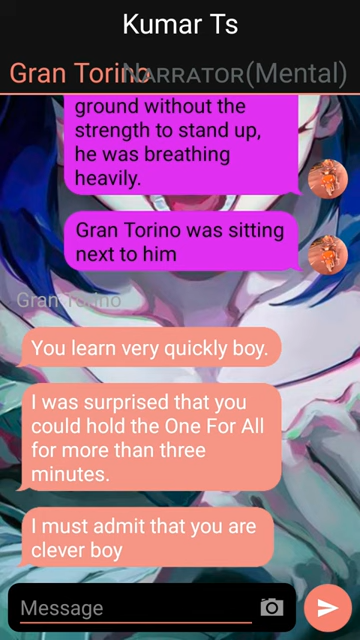 Kumar Ts
Gran Torino
Narrator(Mental)
ground without the
strength to stand up,
he was breathing
heavily.
Gran Torino was sitting
next to him
Gran Torino
You learn very quickly boy.
I was surprised that you
could hold the One For All
for more than three
minutes.
I must admit that you are
clever boy
Message